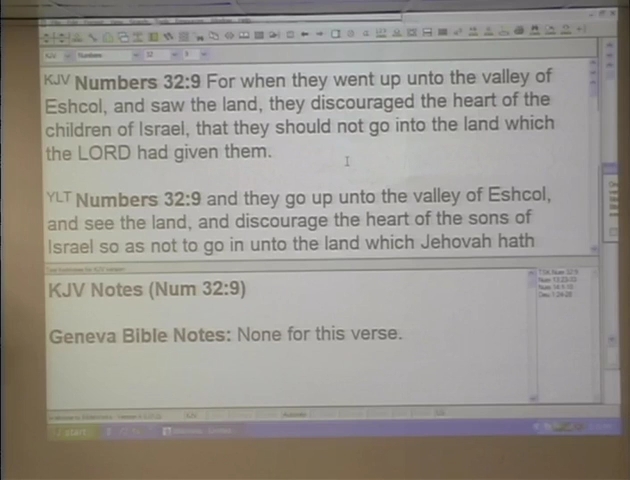 KJV Numbers 32:9 For when they went up unto the valley of
Eshcol, and saw the land, they discouraged the heart of the
children of Israel, that they should not go into the land which
the LORD had given them.
YLT Numbers 32:9 and they go up unto the valley of Eshcol,
and see the land, and discourage the heart of the sons of
Israel so as not to go in unto the land which Jehovah hath
KJV Notes (Num 32:9)
Geneva Bible Notes: None for this verse.